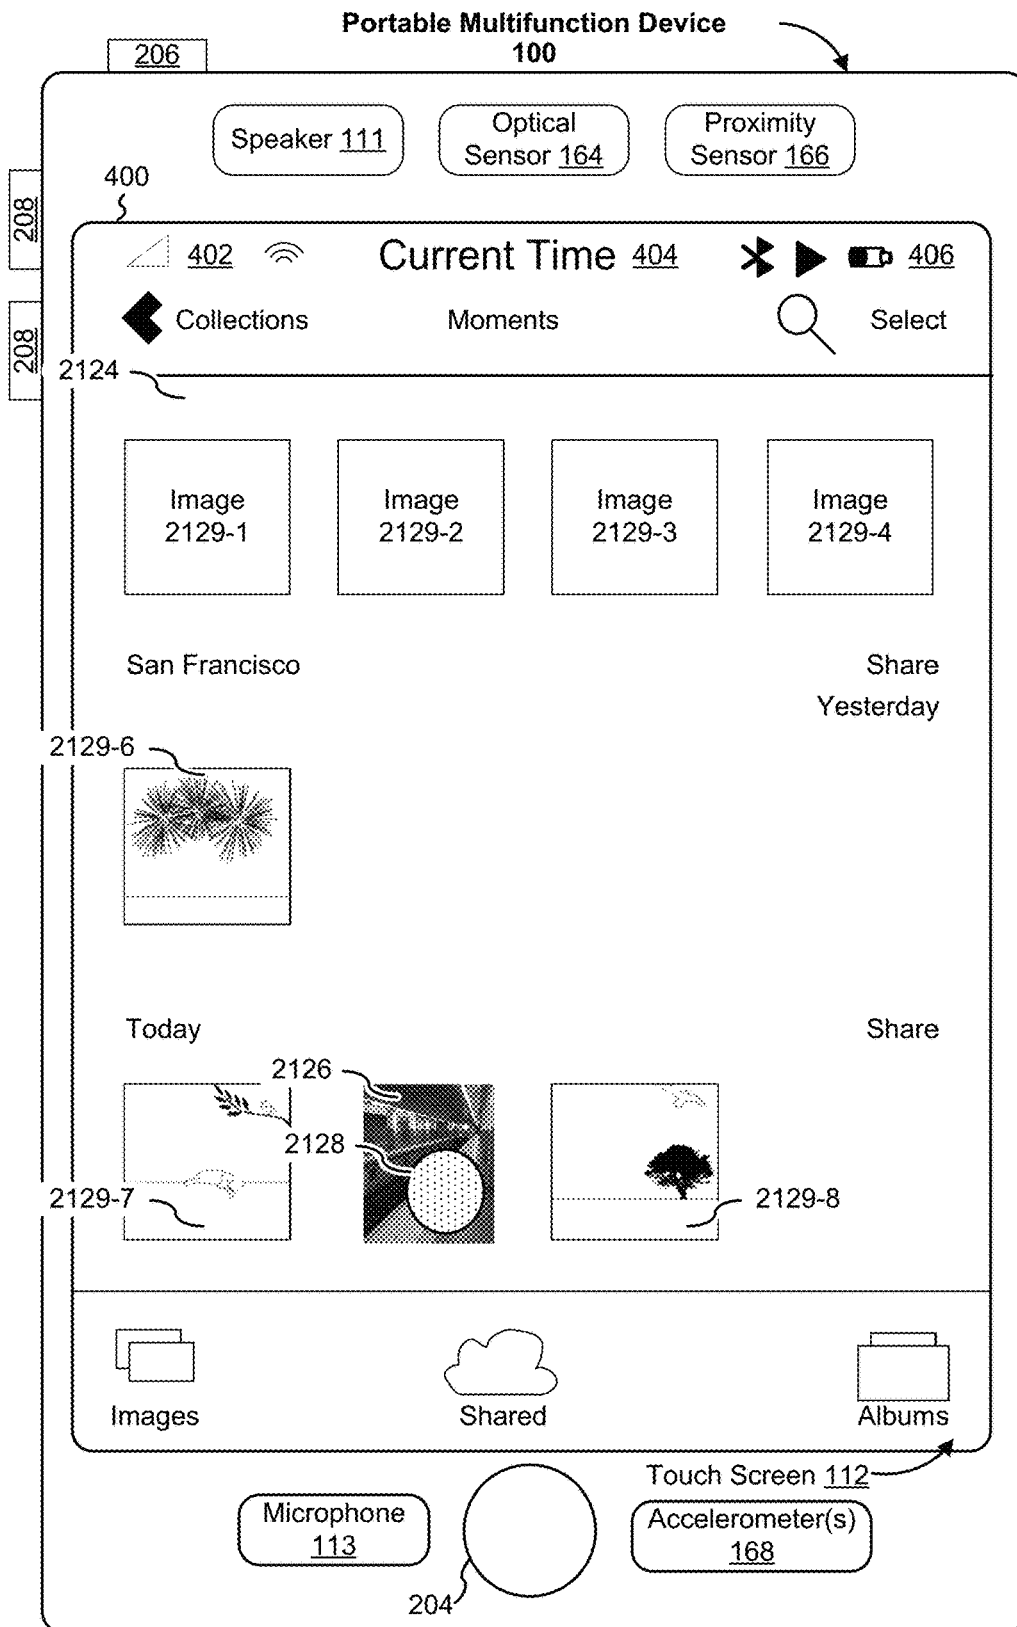 Portable Multifunction Device
100
206
Speaker 111
Optical
Sensor 164
Proximity
Sensor 166
400
208
402
Current Time 404
406
Collections
Moments
Select
208
2124
Image
2129-1
Image
2129-2
Image
2129-3
Image
2129-4
San Francisco
Share
Yesterday
2129-6
Today
Share
2126
2128
2129-7
2129-8
Images
Shared
Albums
Touch Screen 112
Microphone
113
Accelerometer(s)
168
204